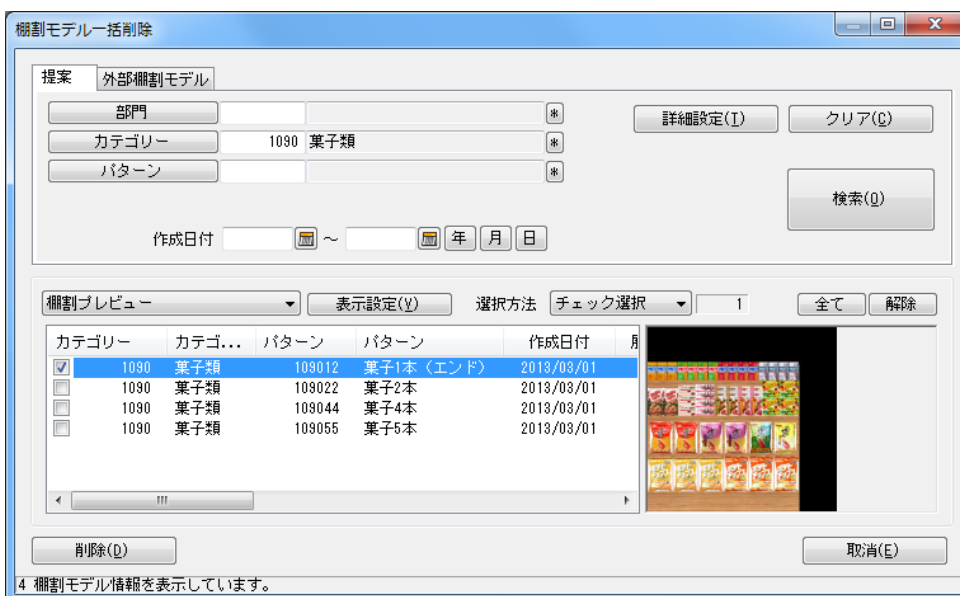 棚割モデル一括削除
提案 外部棚割モデル
部門 *
カテゴリー 1090 菓子類 *
パターン *
詳細設定(I) クリア(C)
検索(O)
作成日付 ～ 年 月 日
棚割プレビュー 表示設定(V) 選択方法 チェック選択 1 全て 解除
カテゴリー カテゴ... パターン パターン 作成日付
1090 菓子類 109012 菓子1本（エンド） 2013/03/01
1090 菓子類 109022 菓子2本 2013/03/01
1090 菓子類 109044 菓子4本 2013/03/01
1090 菓子類 109055 菓子5本 2013/03/01
削除(D) 取消(E)
4 棚割モデル情報を表示しています。